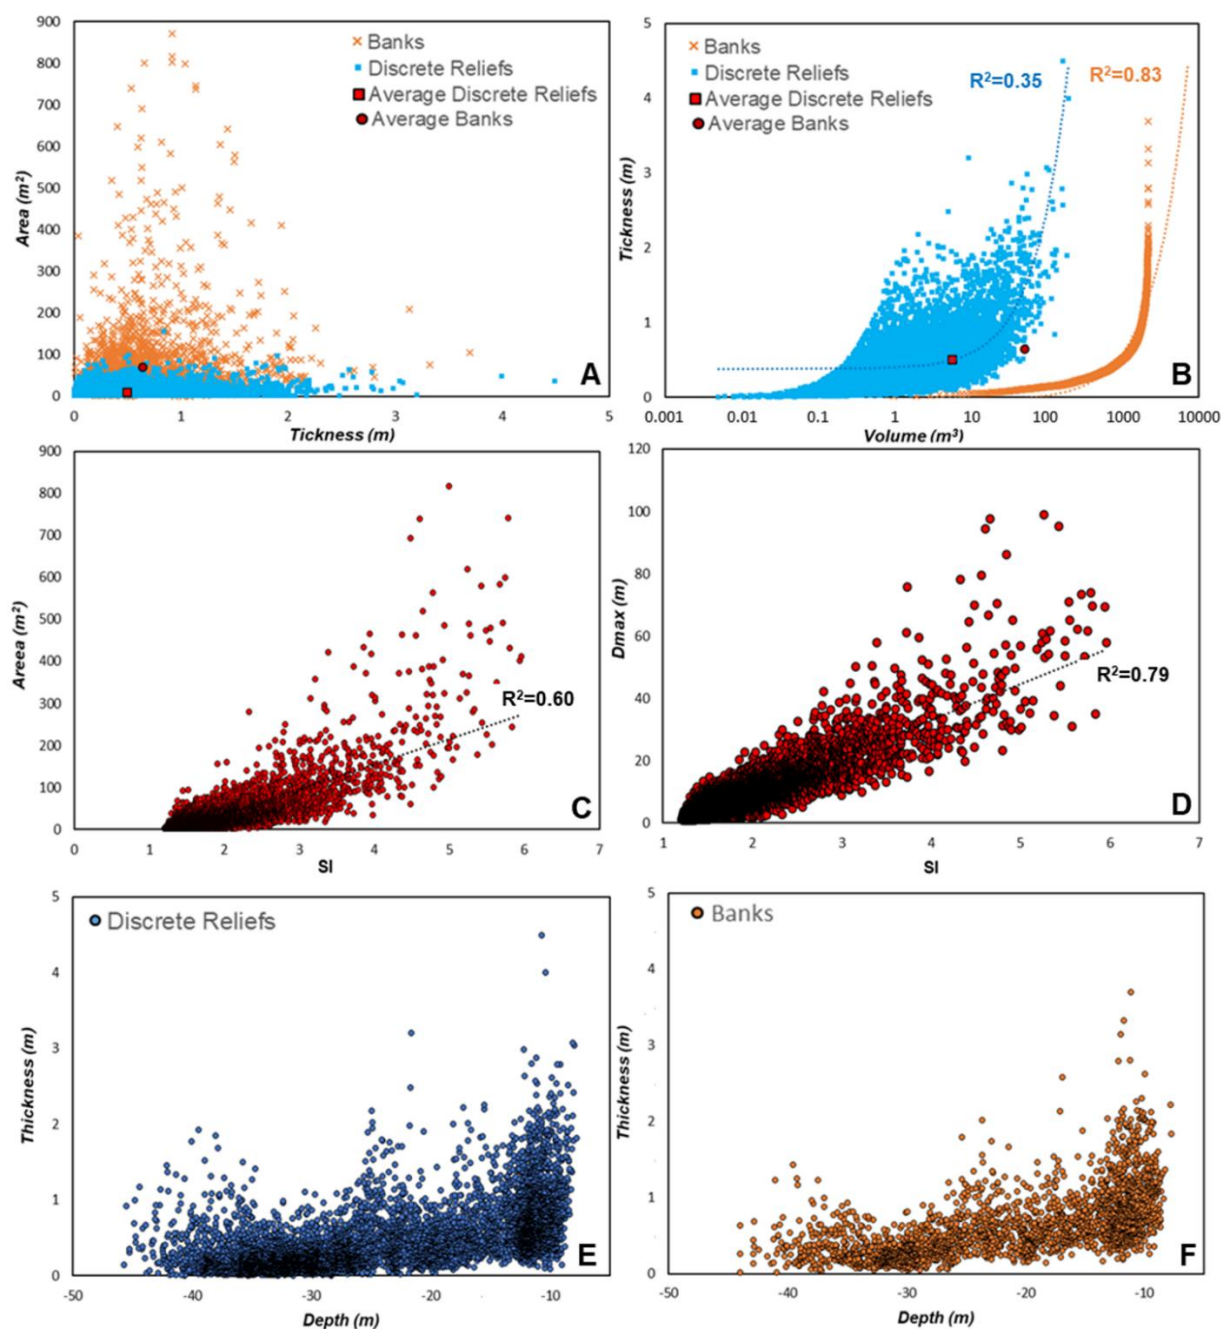 900
800
700
600
500
400
300
200
100
0
Area (m²)
Banks
Discrete Reliefs
Average Discrete Reliefs
Average Banks
A
0 1 2 3 4 5
Tickness (m)
5
4
3
2
1
0
Tickness (m)
Banks
Discrete Reliefs
Average Discrete Reliefs
Average Banks
R²=0.35
R²=0.83
B
0.001 0.01 0.1 1 10 100 1000 10000
Volume (m³)
900
800
700
600
500
400
300
200
100
0
Areea (m²)
R²=0.60
C
0 1 2 3 4 5 6 7
SI
120
100
80
60
40
20
0
Dmax (m)
R²=0.79
D
1 2 3 4 5 6 7
SI
5
4
3
2
1
0
Thickness (m)
Discrete Reliefs
E
-50 -40 -30 -20 -10
Depth (m)
5
4
3
2
1
0
Thickness (m)
Banks
F
-50 -40 -30 -20 -10
Depth (m)